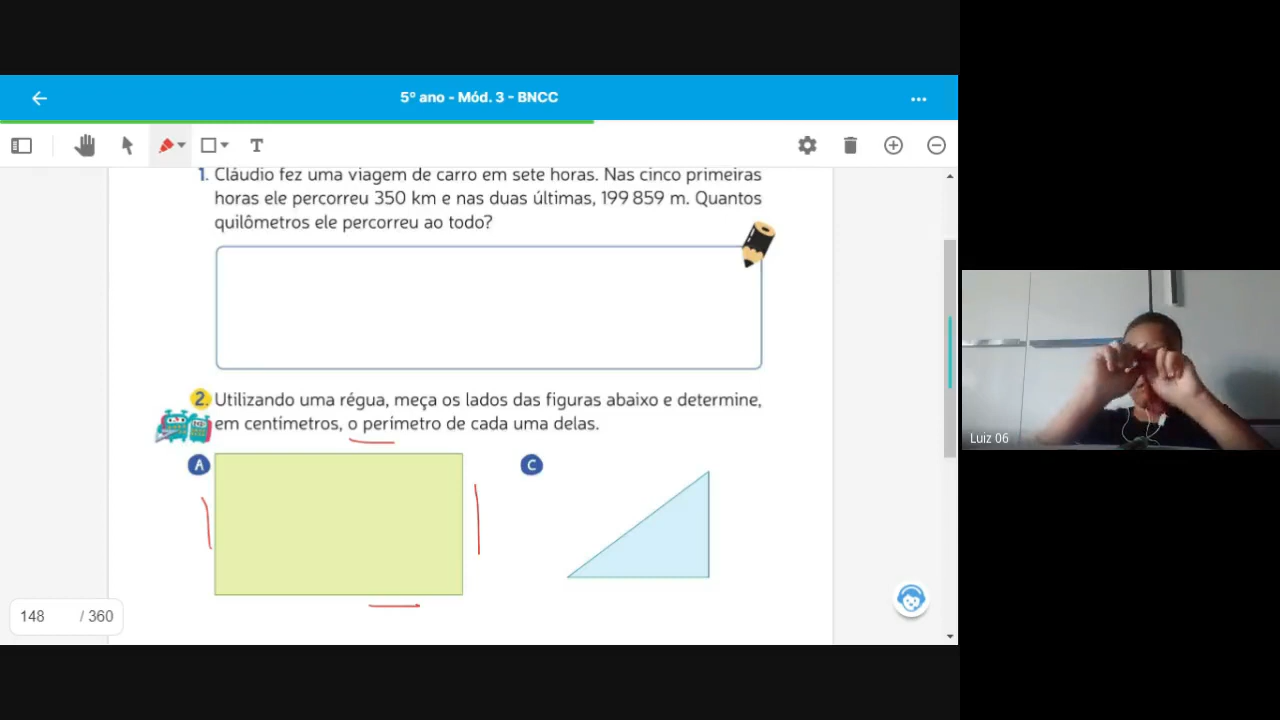 5º ano - Mód. 3 - BNCC
T
1. Cláudio fez uma viagem de carro em sete horas. Nas cinco primeiras
horas ele percorreu 350 km e nas duas últimas, 199 859 m. Quantos
quilômetros ele percorreu ao todo?
2. Utilizando uma régua, meça os lados das figuras abaixo e determine,
em centímetros, o perímetro de cada uma delas.
A
C
148 / 360
Luiz 06